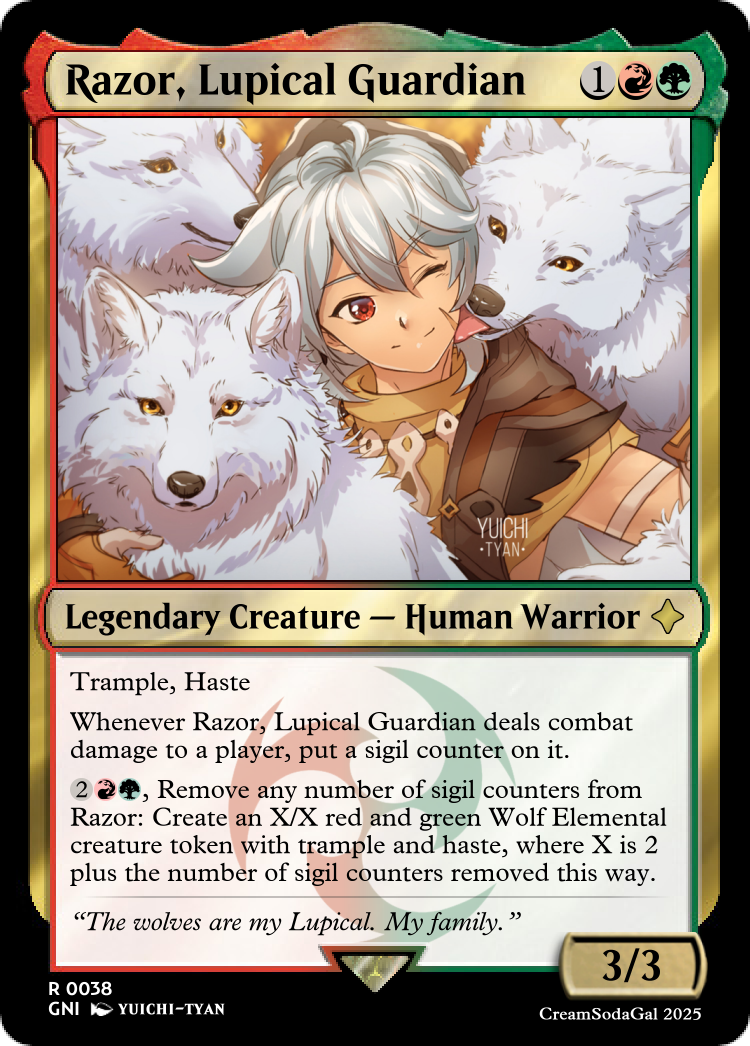 Razor, Lupical Guardian 1
YUICHI
•TYAN•
Legendary Creature — Human Warrior
Trample, Haste
Whenever Razor, Lupical Guardian deals combat
damage to a player, put a sigil counter on it.
2, Remove any number of sigil counters from
Razor: Create an X/X red and green Wolf Elemental
creature token with trample and haste, where X is 2
plus the number of sigil counters removed this way.
“The wolves are my Lupical. My family.”
3/3
R 0038
GNI YUICHI-TYAN
CreamSodaGal 2025